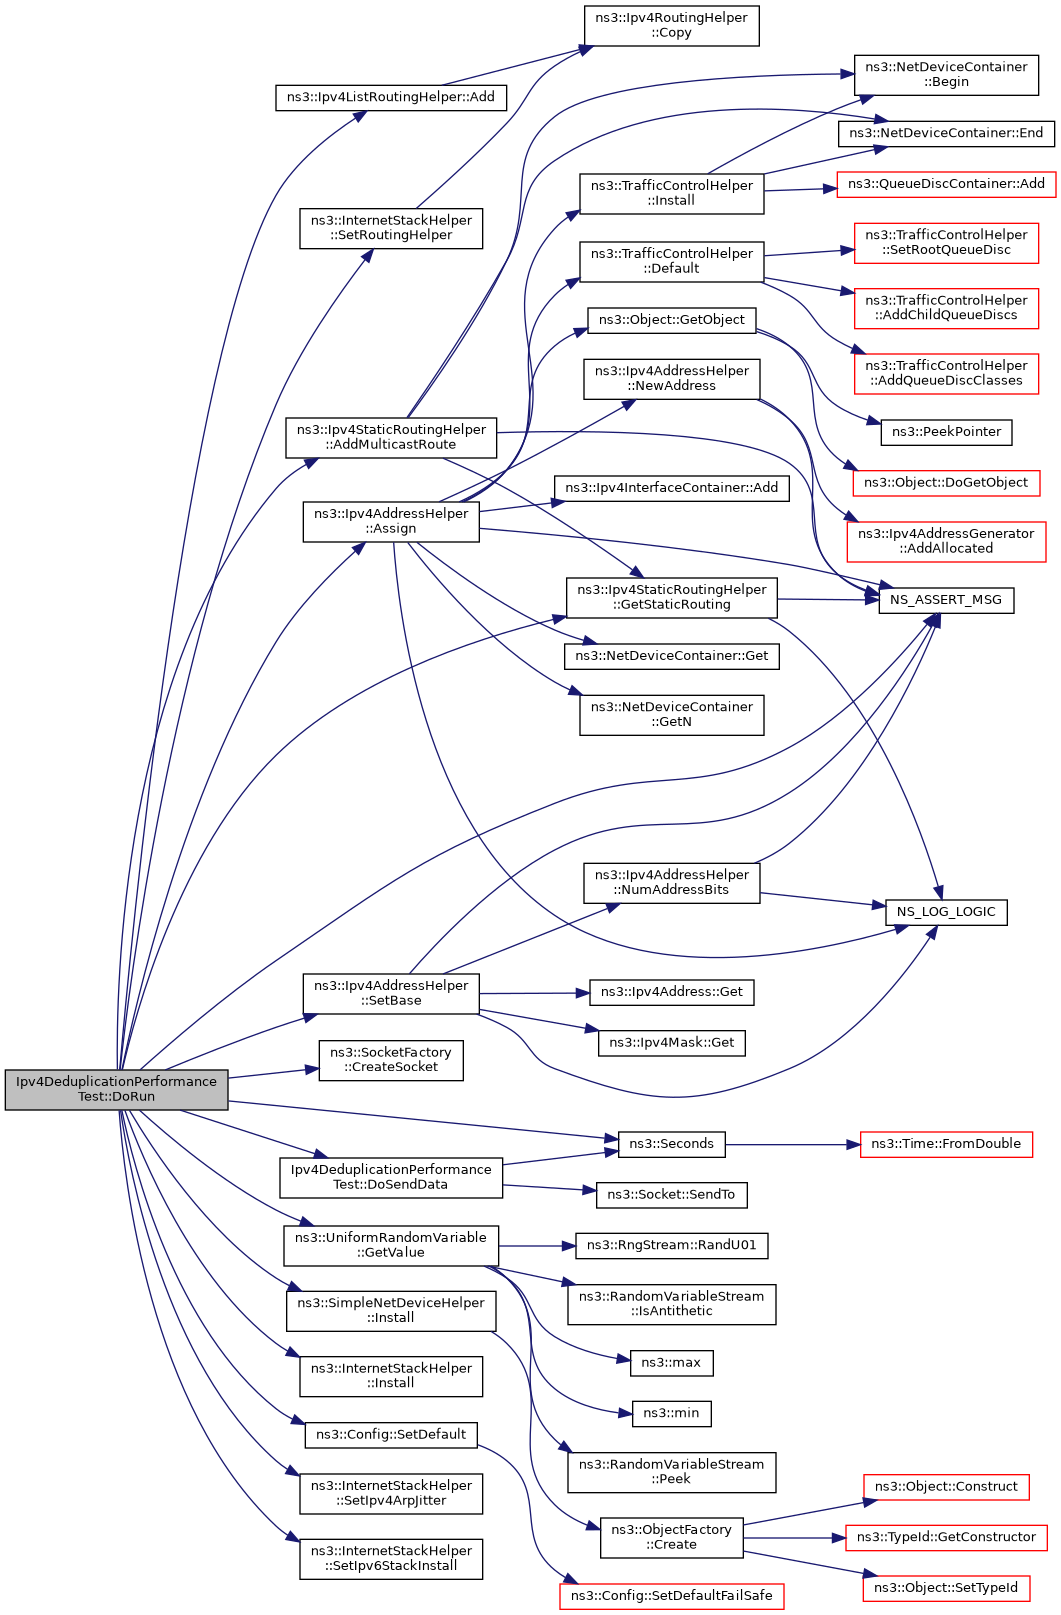 ns3::Ipv4RoutingHelper
::Copy
ns3::NetDeviceContainer
::Begin
ns3::Ipv4ListRoutingHelper::Add
ns3::NetDeviceContainer::End
ns3::TrafficControlHelper
::Install
ns3::QueueDiscContainer::Add
ns3::InternetStackHelper
::SetRoutingHelper
ns3::TrafficControlHelper
::SetRootQueueDisc
ns3::TrafficControlHelper
::Default
ns3::TrafficControlHelper
::AddChildQueueDiscs
ns3::Object::GetObject
ns3::TrafficControlHelper
::AddQueueDiscClasses
ns3::Ipv4AddressHelper
::NewAddress
ns3::Ipv4StaticRoutingHelper
::AddMulticastRoute
ns3::PeekPointer
ns3::Object::DoGetObject
ns3::Ipv4InterfaceContainer::Add
ns3::Ipv4AddressHelper
::Assign
ns3::Ipv4AddressGenerator
::AddAllocated
ns3::Ipv4StaticRoutingHelper
::GetStaticRouting
NS_ASSERT_MSG
ns3::NetDeviceContainer::Get
ns3::NetDeviceContainer
::GetN
ns3::Ipv4AddressHelper
::NumAddressBits
NS_LOG_LOGIC
ns3::Ipv4AddressHelper
::SetBase
ns3::Ipv4Address::Get
ns3::Ipv4Mask::Get
ns3::SocketFactory
::CreateSocket
Ipv4DeduplicationPerformance
Test::DoRun
ns3::Seconds
ns3::Time::FromDouble
Ipv4DeduplicationPerformance
Test::DoSendData
ns3::Socket::SendTo
ns3::UniformRandomVariable
::GetValue
ns3::RngStream::RandU01
ns3::RandomVariableStream
::IsAntithetic
ns3::SimpleNetDeviceHelper
::Install
ns3::max
ns3::InternetStackHelper
::Install
ns3::min
ns3::Config::SetDefault
ns3::RandomVariableStream
::Peek
ns3::InternetStackHelper
::SetIpv4ArpJitter
ns3::Object::Construct
ns3::ObjectFactory
::Create
ns3::TypeId::GetConstructor
ns3::InternetStackHelper
::SetIpv6StackInstall
ns3::Object::SetTypeId
ns3::Config::SetDefaultFailSafe